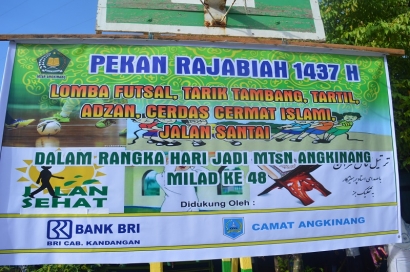 PEKAN RAJABIAH 1437 H
LOMBA FUTSAL, TARIK TAMBANG, TARTIL,
ADZAN, CERDAS CERMAT ISLAMI,
JALAN SANTAI
DALAM RANGKA HARI JADI MTsN ANGKINANG
MILAD KE 48
JALAN
SEHAT
Didukung Oleh :
BRI BANK BRI
BRI CAB. KANDANGAN
CAMAT ANGKINANG